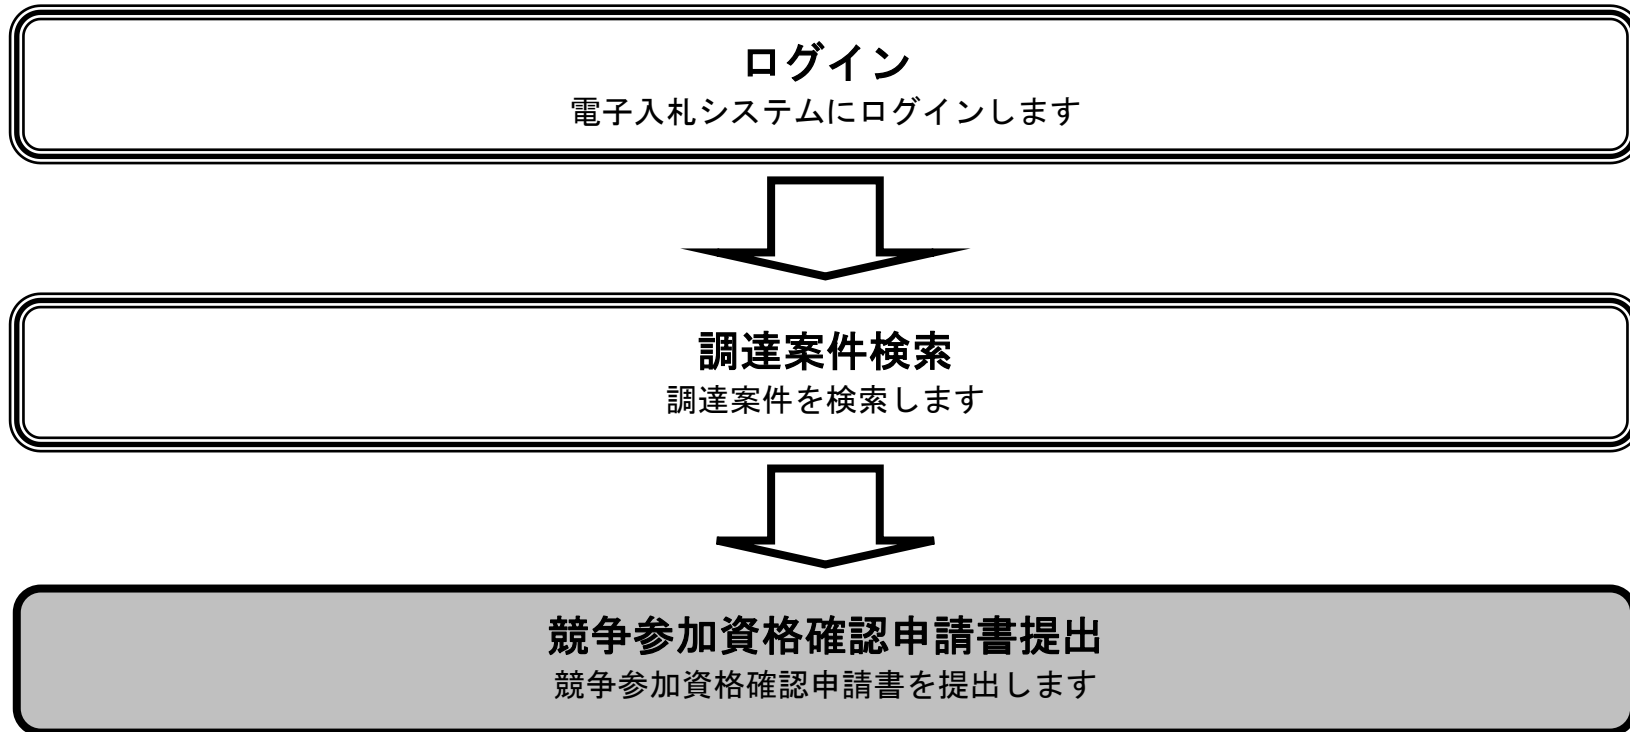 ログイン
電子入札システムにログインします
調達案件検索
調達案件を検索します
競争参加資格確認申請書提出
競争参加資格確認申請書を提出します